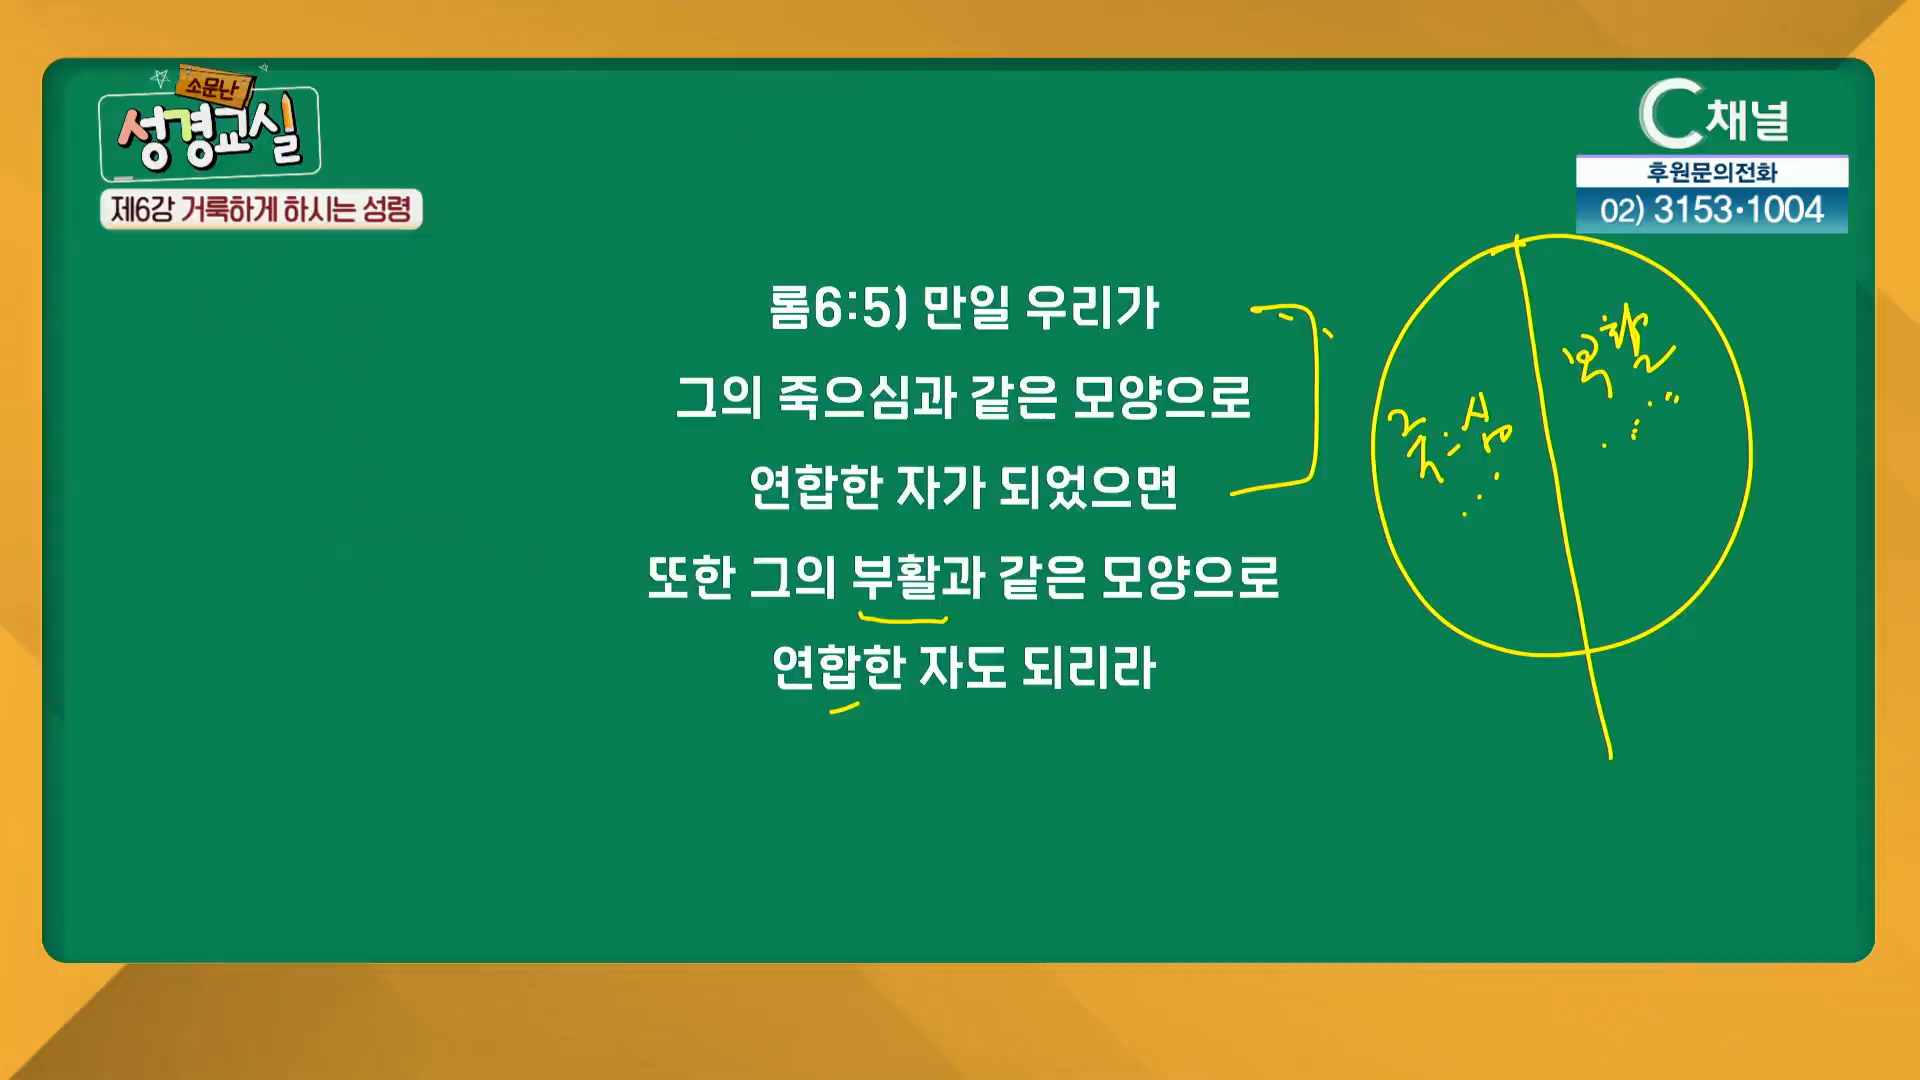 소문난
성경교실
제6강 거룩하게 하시는 성령
C채널
후원문의전화
02) 3153·1004
롬6:5) 만일 우리가
그의 죽으심과 같은 모양으로
연합한 자가 되었으면
또한 그의 부활과 같은 모양으로
연합한 자도 되리라
죽으심
부활